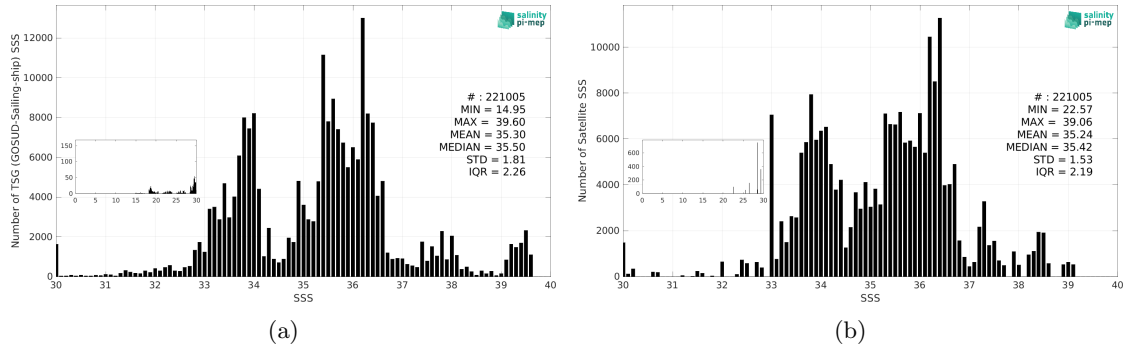 salinity
pi-mep
Number of TSG (GOSUD-Sailing-ship) SSS
12000
10000
8000
6000
4000
2000
0
# : 221005
MIN = 14.95
MAX = 39.60
MEAN = 35.30
MEDIAN = 35.50
STD = 1.81
IQR = 2.26
150
100
50
0
0 5 10 15 20 25 30
30 31 32 33 34 35 36 37 38 39 40
SSS
(a)
salinity
pi-mep
Number of Satellite SSS
10000
8000
6000
4000
2000
0
# : 221005
MIN = 22.57
MAX = 39.06
MEAN = 35.24
MEDIAN = 35.42
STD = 1.53
IQR = 2.19
600
400
200
0
0 5 10 15 20 25 30
30 31 32 33 34 35 36 37 38 39 40
SSS
(b)